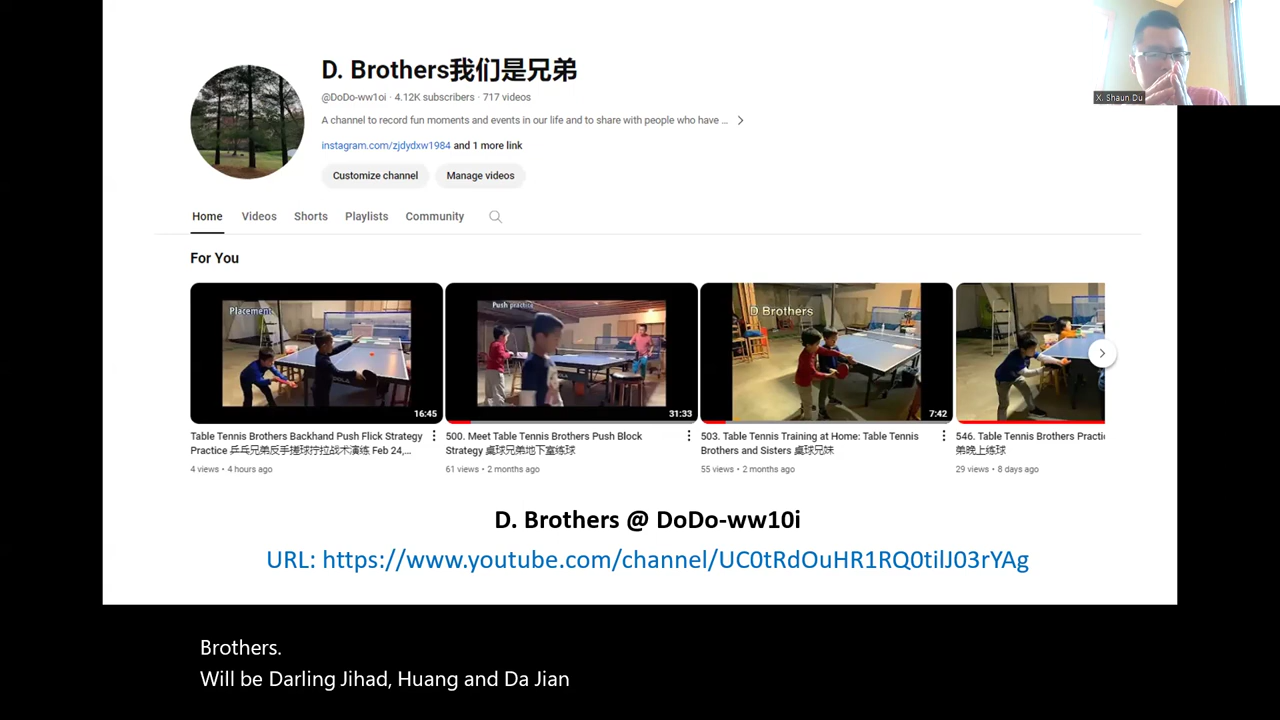 D. Brothers我们是兄弟
@DoDo-ww1oi · 4.12K subscribers · 717 videos
A channel to record fun moments and events in our life and to share with people who have ...
instagram.com/zjdydxw1984 and 1 more link
Customize channel
Manage videos
X. Shaun Du
Home
Videos
Shorts
Playlists
Community
For You
Placement
16:45
Push practice
31:33
D Brothers
7:42
Table Tennis Brothers Backhand Push Flick Strategy
Practice 乒乓兄弟反手搓球拧拉战术演练 Feb 24,...
4 views • 4 hours ago
500. Meet Table Tennis Brothers Push Block
Strategy 桌球兄弟地下室练球
61 views • 2 months ago
503. Table Tennis Training at Home: Table Tennis
Brothers and Sisters 桌球兄妹
55 views • 2 months ago
546. Table Tennis Brothers Practi
弟晚上练球
29 views • 8 days ago
D. Brothers @ DoDo-ww10i
URL: https://www.youtube.com/channel/UC0tRdOuHR1RQ0tilJ03rYAg
Brothers.
Will be Darling Jihad, Huang and Da Jian